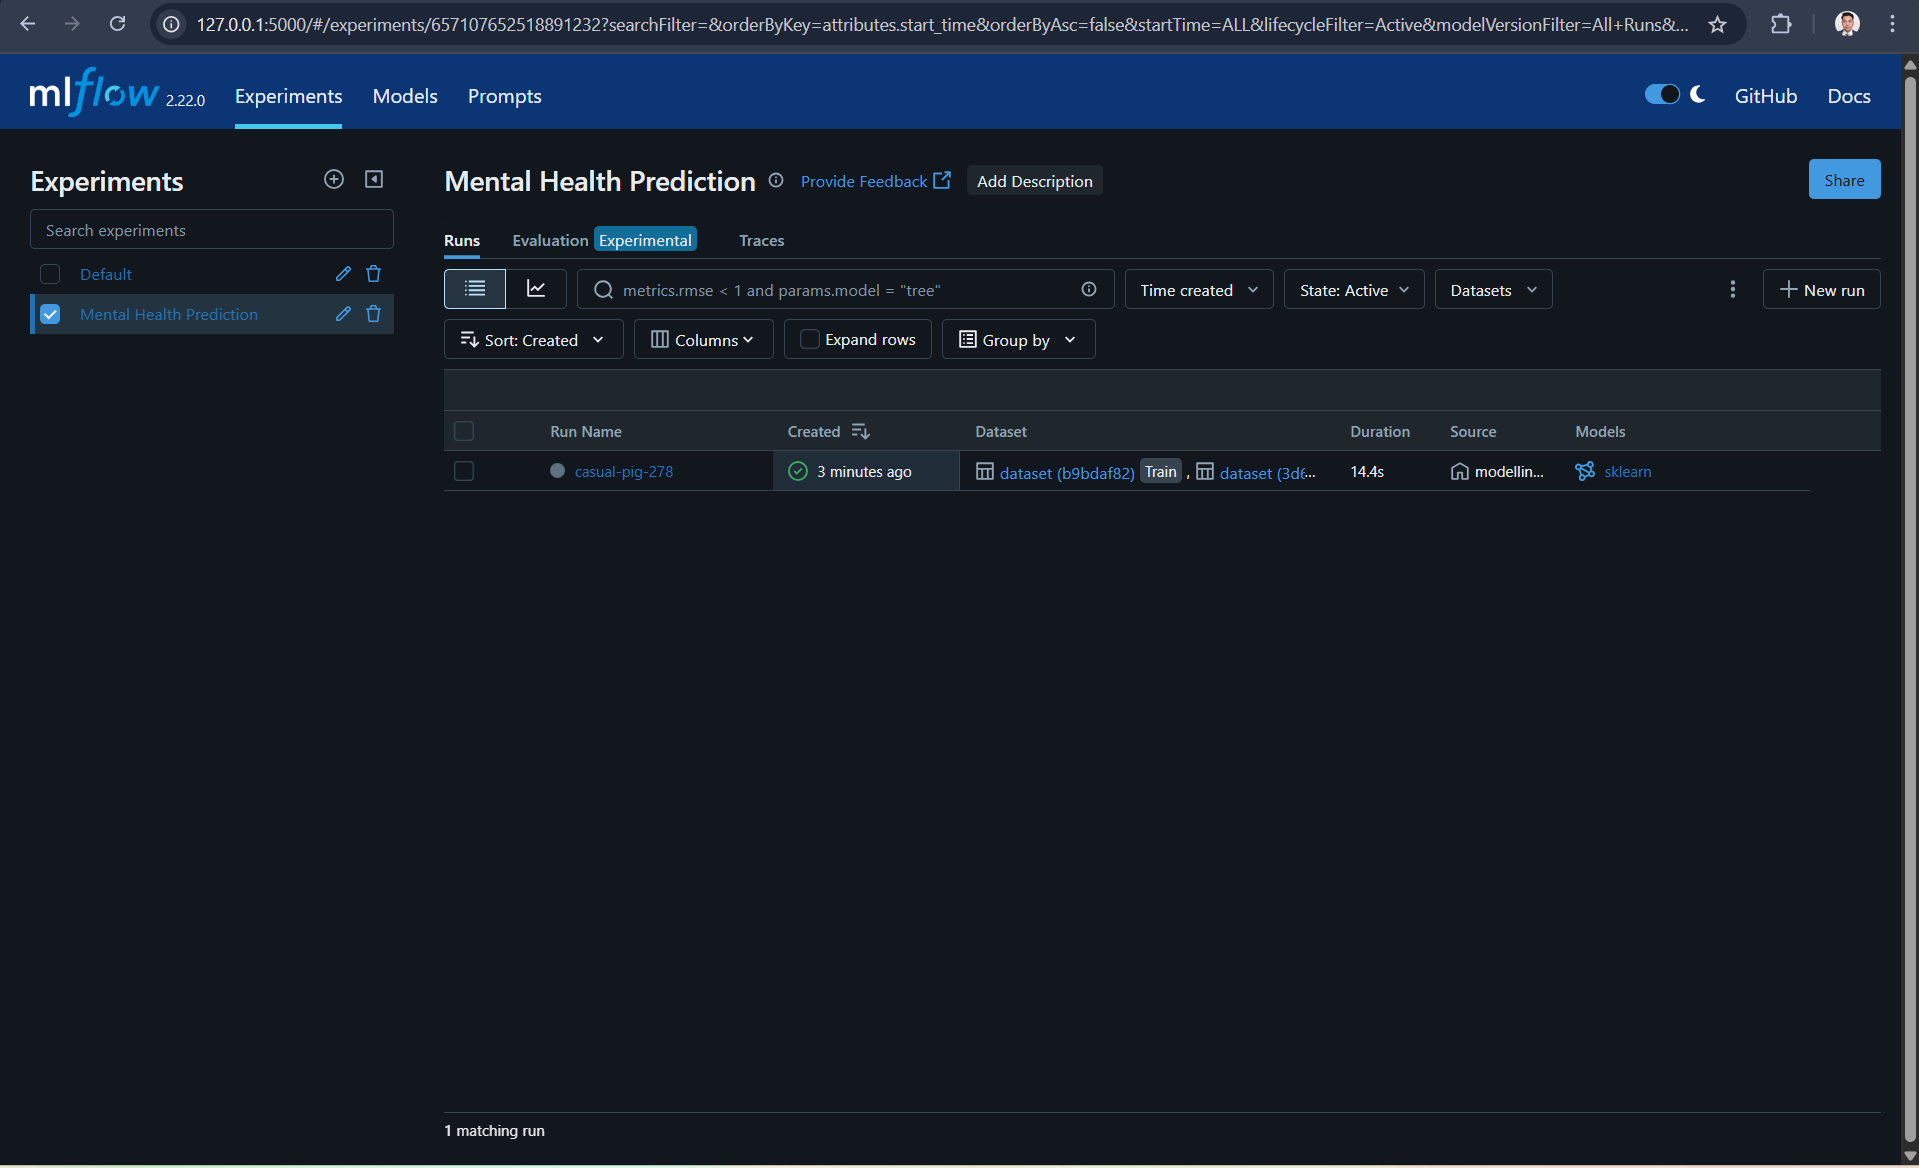 127.0.0.1:5000/#/experiments/657107652518891232?searchFilter=&orderByKey=attributes.start_time&orderByAsc=false&startTime=ALL&lifecycleFilter=Active&modelVersionFilter=All+Runs&...
mlflow 2.22.0 Experiments Models Prompts GitHub Docs
Experiments
Search experiments
Default
Mental Health Prediction
Mental Health Prediction Provide Feedback Add Description Share
Runs Evaluation Experimental Traces
metrics.rmse < 1 and params.model = "tree" Time created State: Active Datasets New run
Sort: Created Columns Expand rows Group by
Run Name Created Dataset Duration Source Models
casual-pig-278 3 minutes ago dataset (b9bdaf82) Train , dataset (3d6... 14.4s modellin... sklearn
1 matching run